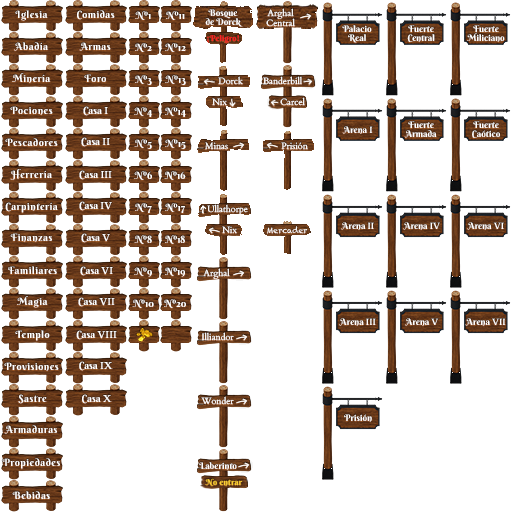 Iglesia
Abadia
Mineria
Pociones
Pescadores
Herreria
Carpinteria
Finanzas
Familiares
Magia
Templo
Provisiones
Sastre
Armaduras
Propiedades
Bebidas
Comidas
Armas
Foro
Casa I
Casa II
Casa III
Casa IV
Casa V
Casa VI
Casa VII
Casa VIII
Casa IX
Casa X
Nº1
Nº2
Nº3
Nº4
Nº5
Nº6
Nº7
Nº8
Nº9
Nº10
Nº11
Nº12
Nº13
Nº14
Nº15
Nº16
Nº17
Nº18
Nº19
Nº20
Bosque
de Dorck
Peligro!
← Dorck
Nix ↓
Minas →
↑Ullathorpe
← Nix
Arghal →
Illiandor →
Wonder →
Laberinto →
No entrar
Arghal
Central →
Banderbill →
← Carcel
← Prisión
Mercader
Palacio
Real
Fuerte
Central
Fuerte
Miliciano
Arena I
Fuerte
Armada
Fuerte
Caótico
Arena II
Arena IV
Arena VI
Arena III
Arena V
Arena VII
Prisión